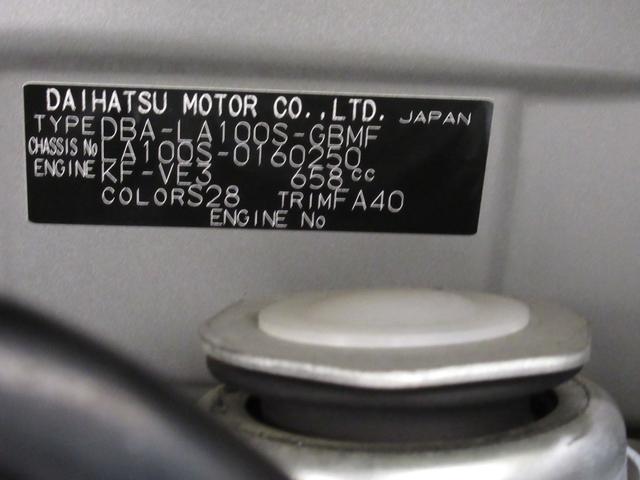 DAIHATSU MOTOR CO.,LTD. JAPAN
TYPE DBA-LA100S-GBMF
CHASSIS No LA100S-0160250
ENGINE KF-VE3 658cc
COLOR S28 TRIM FA40
ENGINE No